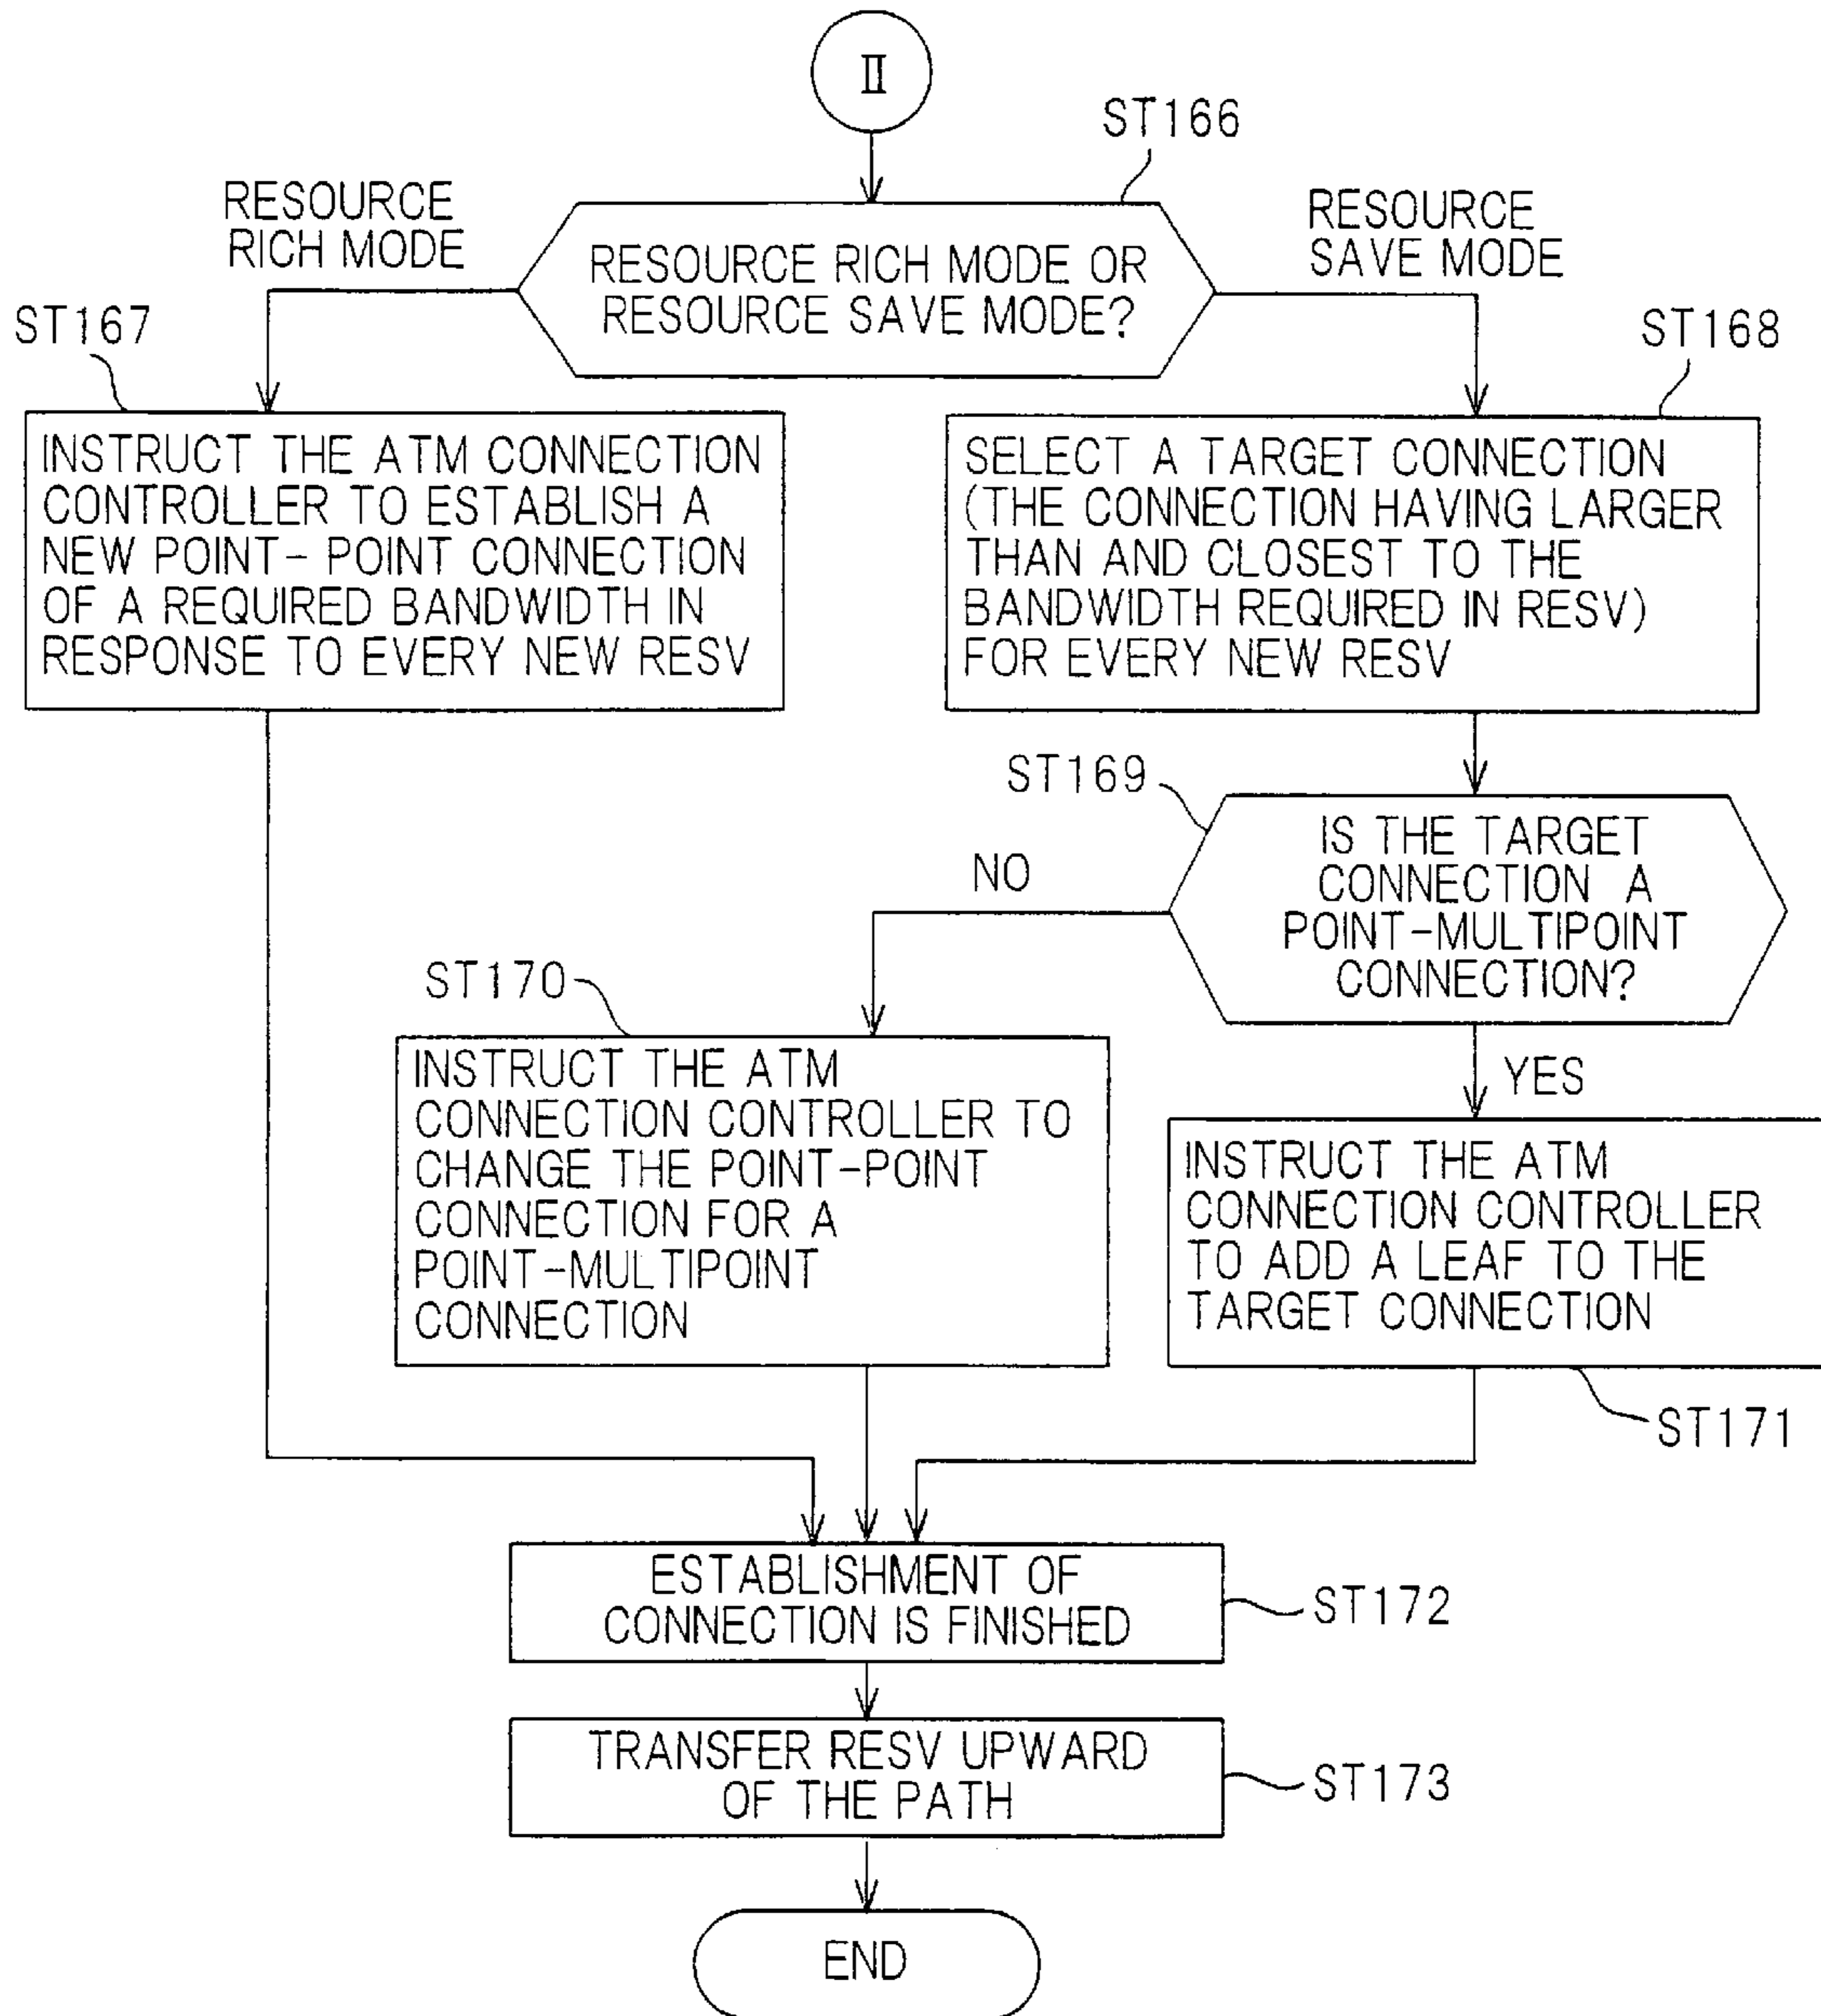 II
ST166
RESOURCE
RICH MODE
RESOURCE
SAVE MODE
RESOURCE RICH MODE OR
RESOURCE SAVE MODE?
ST167
ST168
INSTRUCT THE ATM CONNECTION
CONTROLLER TO ESTABLISH A
NEW POINT-POINT CONNECTION
OF A REQUIRED BANDWIDTH IN
RESPONSE TO EVERY NEW RESV
SELECT A TARGET CONNECTION
(THE CONNECTION HAVING LARGER
THAN AND CLOSEST TO THE
BANDWIDTH REQUIRED IN RESV)
FOR EVERY NEW RESV
ST169
IS THE TARGET
CONNECTION A
POINT-MULTIPOINT
CONNECTION?
NO
YES
ST170
INSTRUCT THE ATM
CONNECTION CONTROLLER TO
CHANGE THE POINT-POINT
CONNECTION FOR A
POINT-MULTIPOINT
CONNECTION
INSTRUCT THE ATM
CONNECTION CONTROLLER
TO ADD A LEAF TO THE
TARGET CONNECTION
ST171
ESTABLISHMENT OF
CONNECTION IS FINISHED
ST172
TRANSFER RESV UPWARD
OF THE PATH
ST173
END